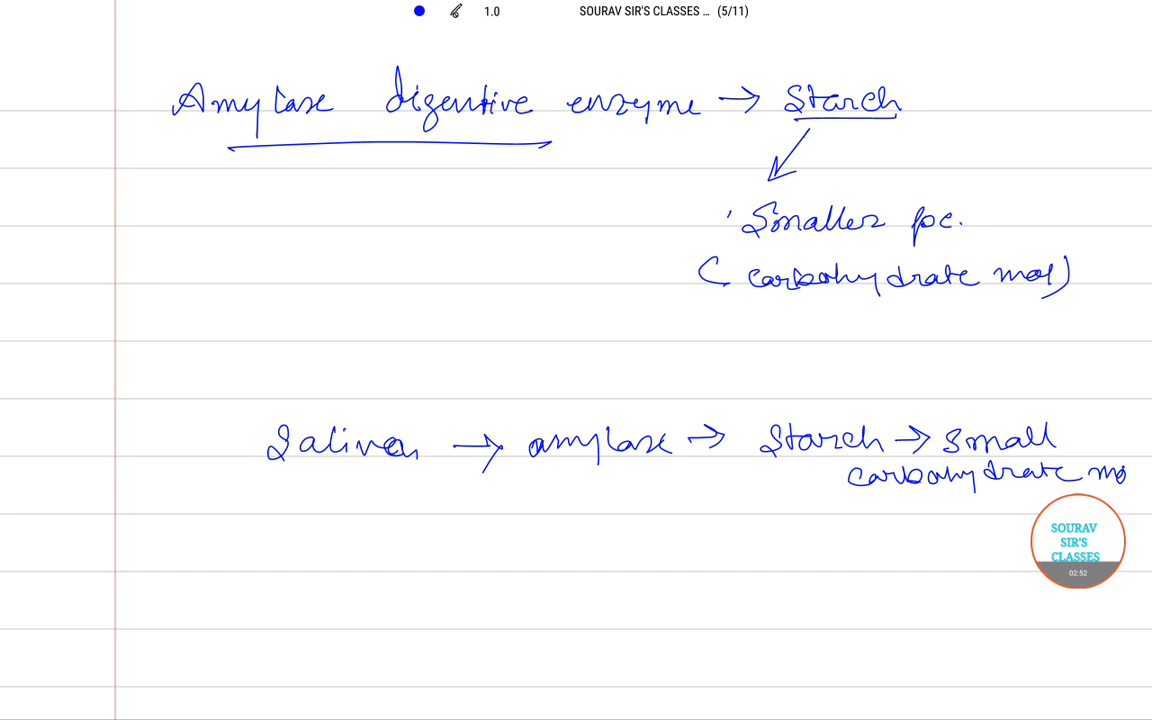 1.0 SOURAV SIR'S CLASSES ... (5/11)
Amylase digestive enzyme → Starch
Smaller pc.
(carbohydrate mol)
Saliva → amylase → Starch → Small
carbohydrate mo
SOURAV
SIR'S
CLASSES
02:52